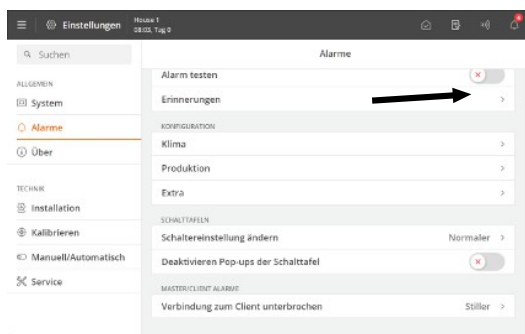 Einstellungen
House 1
08:03, Tag 0
Suchen
ALLGEMEIN
System
Alarme
Über
TECHNIK
Installation
Kalibrieren
Manuell/Automatisch
Service
Alarme
Alarm testen
Erinnerungen
KONFIGURATION
Klima
Produktion
Extra
SCHALTTAFELN
Schaltereinstellung ändern Normaler
Deaktivieren Pop-ups der Schalttafel
MASTER/CLIENT ALARME
Verbindung zum Client unterbrochen Stiller